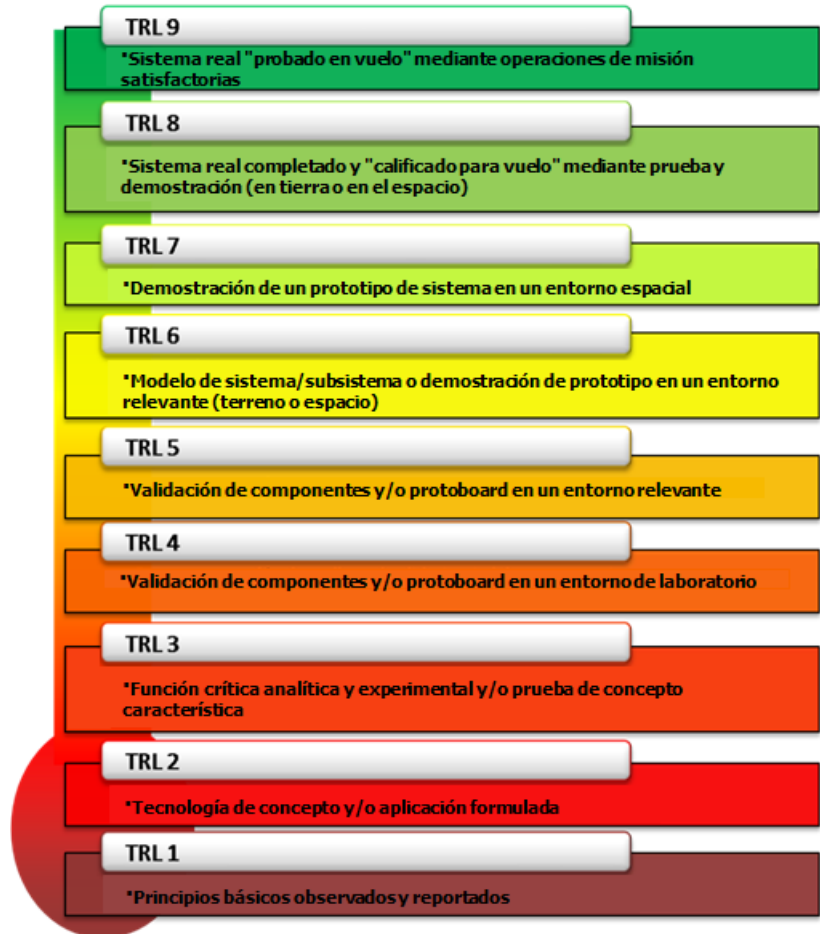 TRL 9
•Sistema real "probado en vuelo" mediante operaciones de misión
satisfactorias
TRL 8
•Sistema real completado y "calificado para vuelo" mediante prueba y
demostración (en tierra o en el espacio)
TRL 7
•Demostración de un prototipo de sistema en un entorno espacial
TRL 6
•Modelo de sistema/subsistema o demostración de prototipo en un entorno
relevante (terreno o espacio)
TRL 5
•Validación de componentes y/o protoboard en un entorno relevante
TRL 4
•Validación de componentes y/o protoboard en un entorno de laboratorio
TRL 3
•Función crítica analítica y experimental y/o prueba de concepto
característica
TRL 2
•Tecnología de concepto y/o aplicación formulada
TRL 1
•Principios básicos observados y reportados